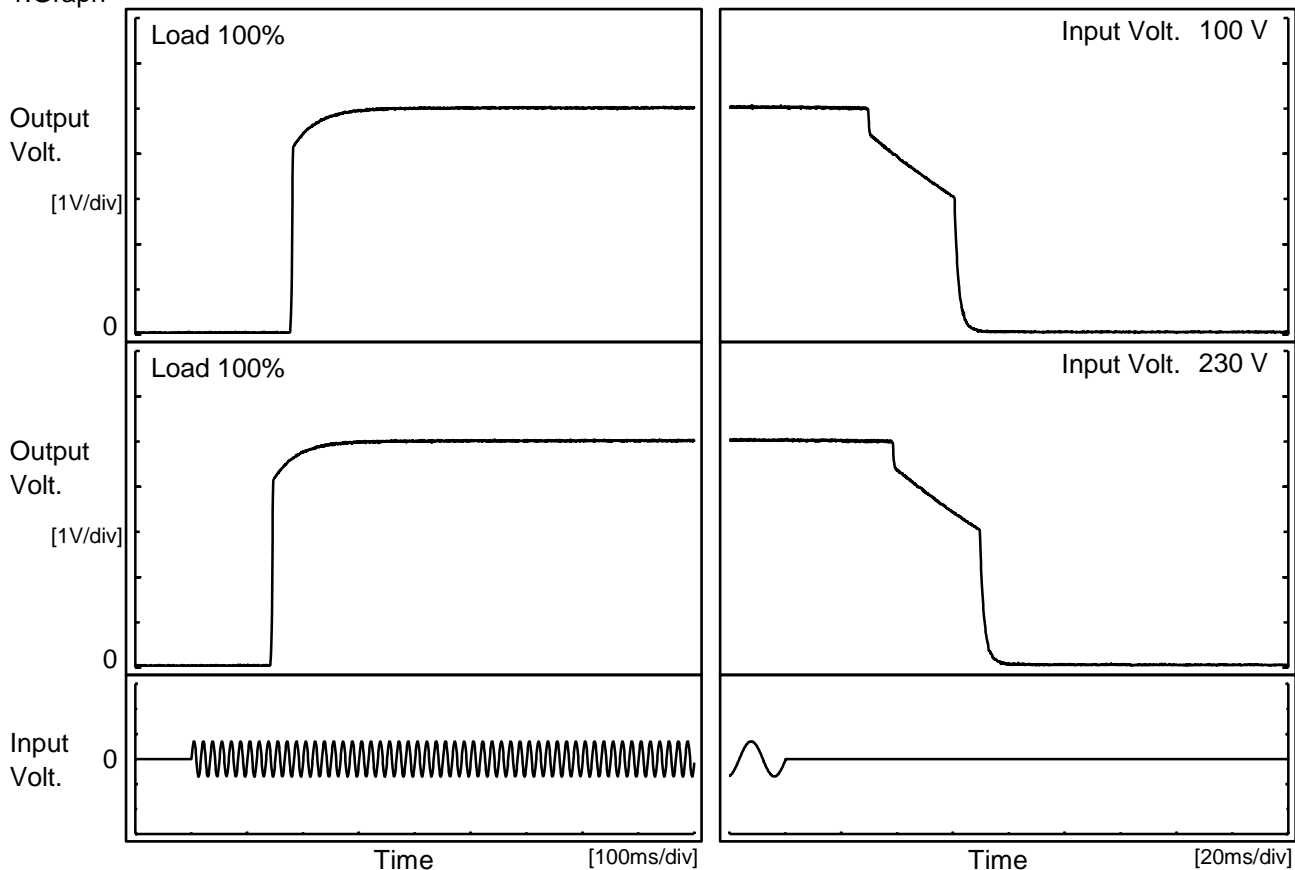 Load 100%
Input Volt. 100 V
Output
Volt.
[1V/div]
0
Load 100%
Input Volt. 230 V
Output
Volt.
[1V/div]
0
Input
Volt.
0
Time
[100ms/div]
Time
[20ms/div]